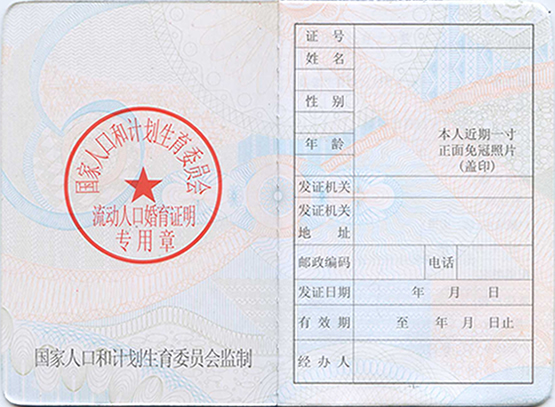 国家人口和计划生育委员会
流动人口婚育证明
专用章
国家人口和计划生育委员会监制
证 号
姓 名
性 别
年 龄
本人近期一寸
正面免冠照片
(盖印)
发证机关
发证机关
地 址
邮政编码 电话
发证日期 年 月 日
有 效 期 至 年 月 日止
经 办 人